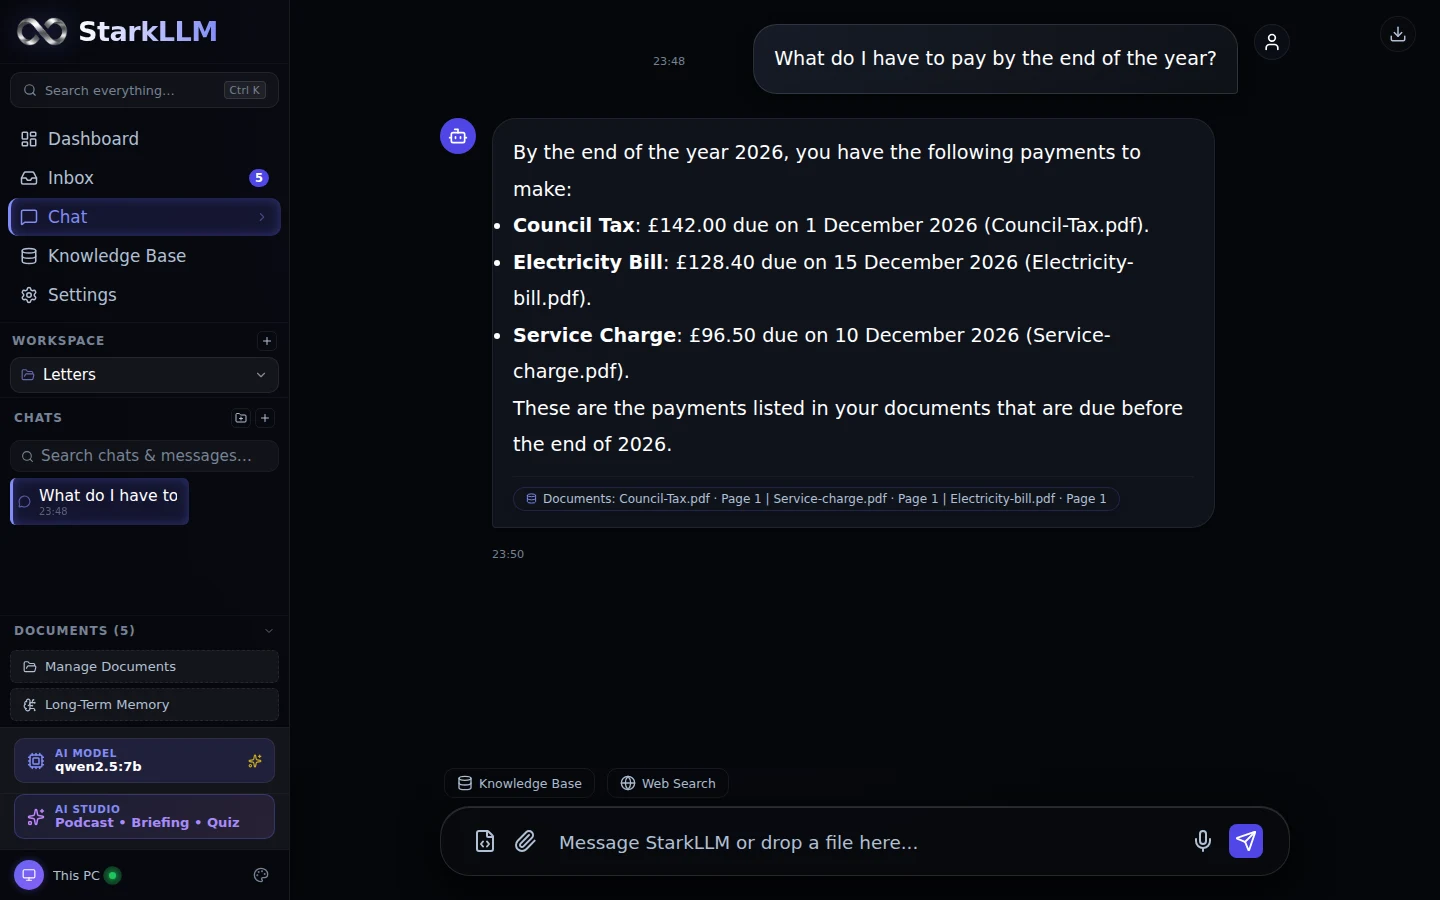 StarkLLM
Search everything... Ctrl K
Dashboard
Inbox 5
Chat
Knowledge Base
Settings
WORKSPACE
Letters
CHATS
Search chats & messages...
What do I have to
23:48
DOCUMENTS (5)
Manage Documents
Long-Term Memory
AI MODEL
qwen2.5:7b
AI STUDIO
Podcast • Briefing • Quiz
This PC
23:48
What do I have to pay by the end of the year?
By the end of the year 2026, you have the following payments to
make:
• Council Tax: £142.00 due on 1 December 2026 (Council-Tax.pdf).
• Electricity Bill: £128.40 due on 15 December 2026 (Electricity-
bill.pdf).
• Service Charge: £96.50 due on 10 December 2026 (Service-
charge.pdf).
These are the payments listed in your documents that are due before
the end of 2026.
Documents: Council-Tax.pdf · Page 1 | Service-charge.pdf · Page 1 | Electricity-bill.pdf · Page 1
23:50
Knowledge Base
Web Search
Message StarkLLM or drop a file here...